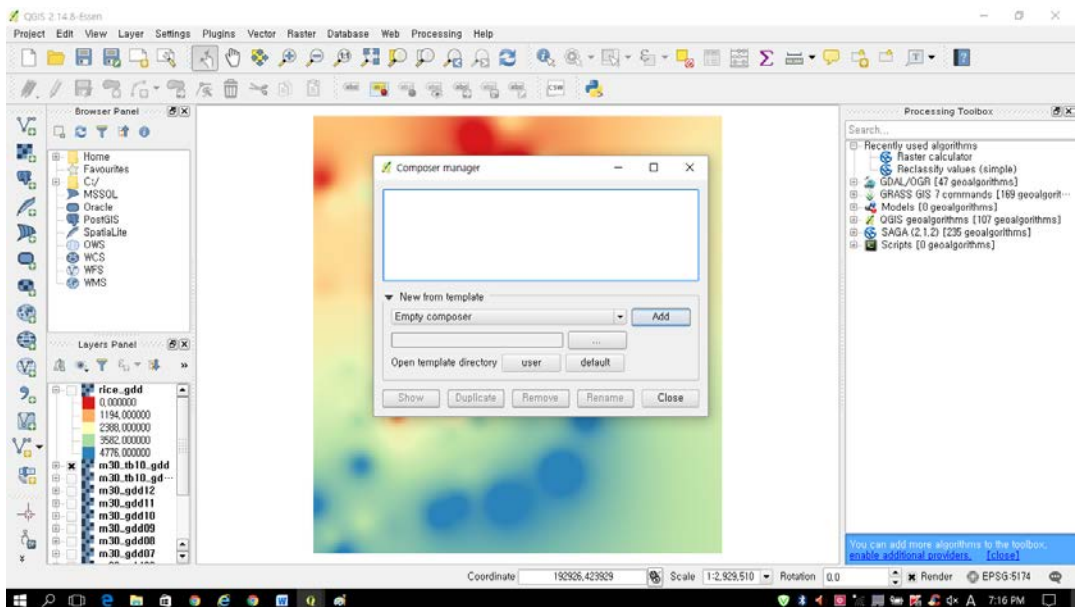 QGIS 2.14.8-Essen
Project Edit View Layer Settings Plugins Vector Raster Database Web Processing Help
Browser Panel
Home
Favourites
C:/
MSSQL
Oracle
PostGIS
SpatiaLite
OWS
WCS
WFS
WMS
Layers Panel
rice_gdd
0,000000
1194,000000
2388,000000
3582,000000
4776,000000
m30_tb10_gdd
m30_tb10_gd...
m30_gdd12
m30_gdd11
m30_gdd10
m30_gdd09
m30_gdd08
m30_gdd07
CSW
Composer manager
New from template
Empty composer
Add
...
Open template directory user default
Show Duplicate Remove Rename Close
Processing Toolbox
Search...
Recently used algorithms
Raster calculator
Reclassify values (simple)
GDAL/OGR [47 geoalgorithms]
GRASS GIS 7 commands [169 geoalgorit...
Models [0 geoalgorithms]
QGIS geoalgorithms [107 geoalgorithms]
SAGA (2,1,2) [235 geoalgorithms]
Scripts [0 geoalgorithms]
You can add more algorithms to the toolbox,
enable additional providers. [close]
Coordinate 192926,423929 Scale 1:2,929,510 Rotation 0,0 Render EPSG:5174
A 7:16 PM